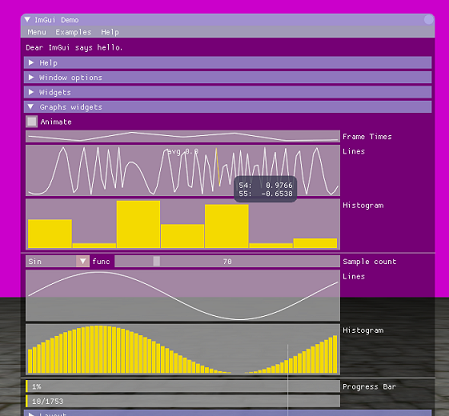 ImGui Demo
Menu Examples Help
Dear ImGui says hello.
Help
Window options
Widgets
Graphs widgets
Animate
Frame Times
avg 0.0
Lines
54: 0.9766
55: -0.6538
Histogram
Sin func 70 Sample count
Lines
Histogram
1% Progress Bar
10/1753
Layout